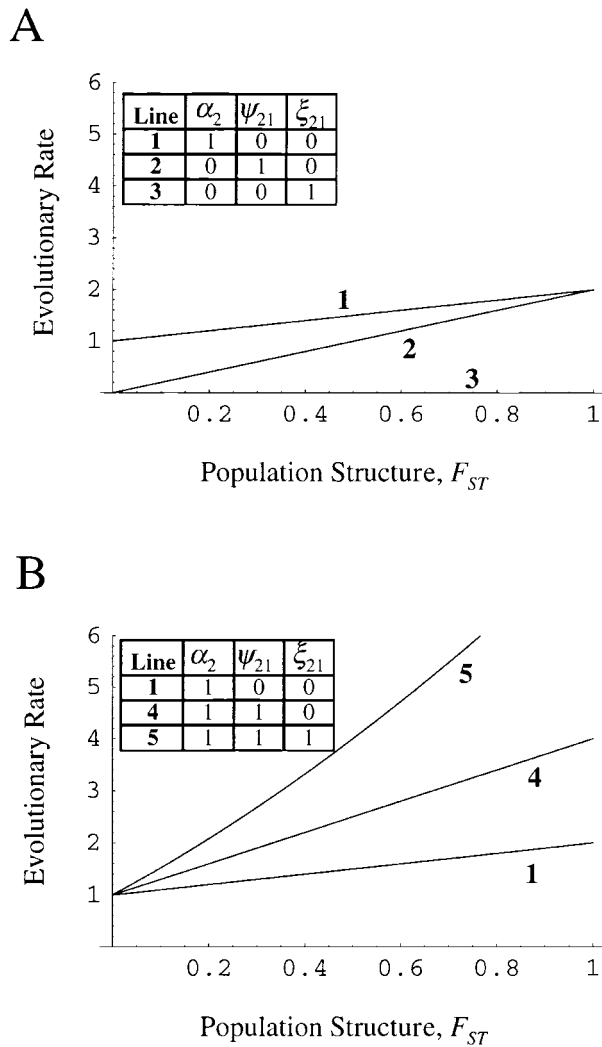 A
6
5
4
3
2
1
Evolutionary Rate
Line α₂ ψ₂₁ ξ₂₁
1 1 0 0
2 0 1 0
3 0 0 1
1
2
3
0.2 0.4 0.6 0.8 1
Population Structure, F_ST
B
6
5
4
3
2
1
Evolutionary Rate
Line α₂ ψ₂₁ ξ₂₁
1 1 0 0
4 1 1 0
5 1 1 1
5
4
1
0.2 0.4 0.6 0.8 1
Population Structure, F_ST